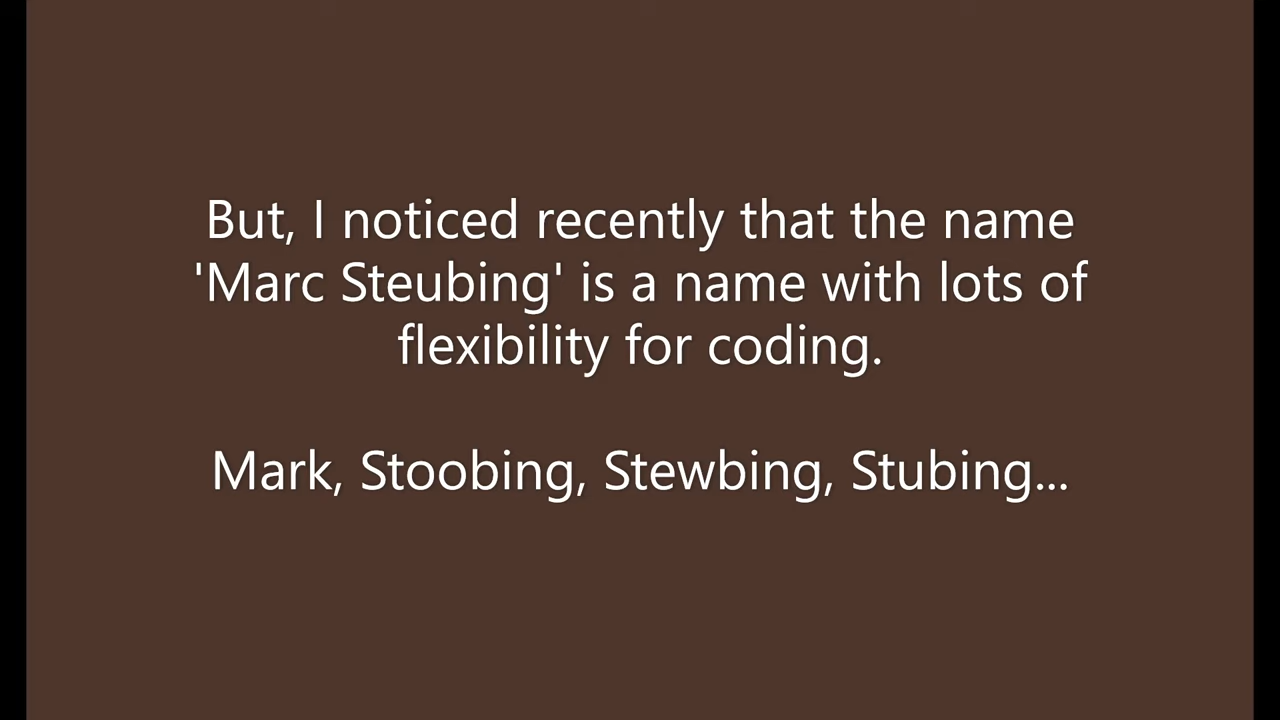 But, I noticed recently that the name
'Marc Steubing' is a name with lots of
flexibility for coding.
Mark, Stoobing, Stewbing, Stubing...